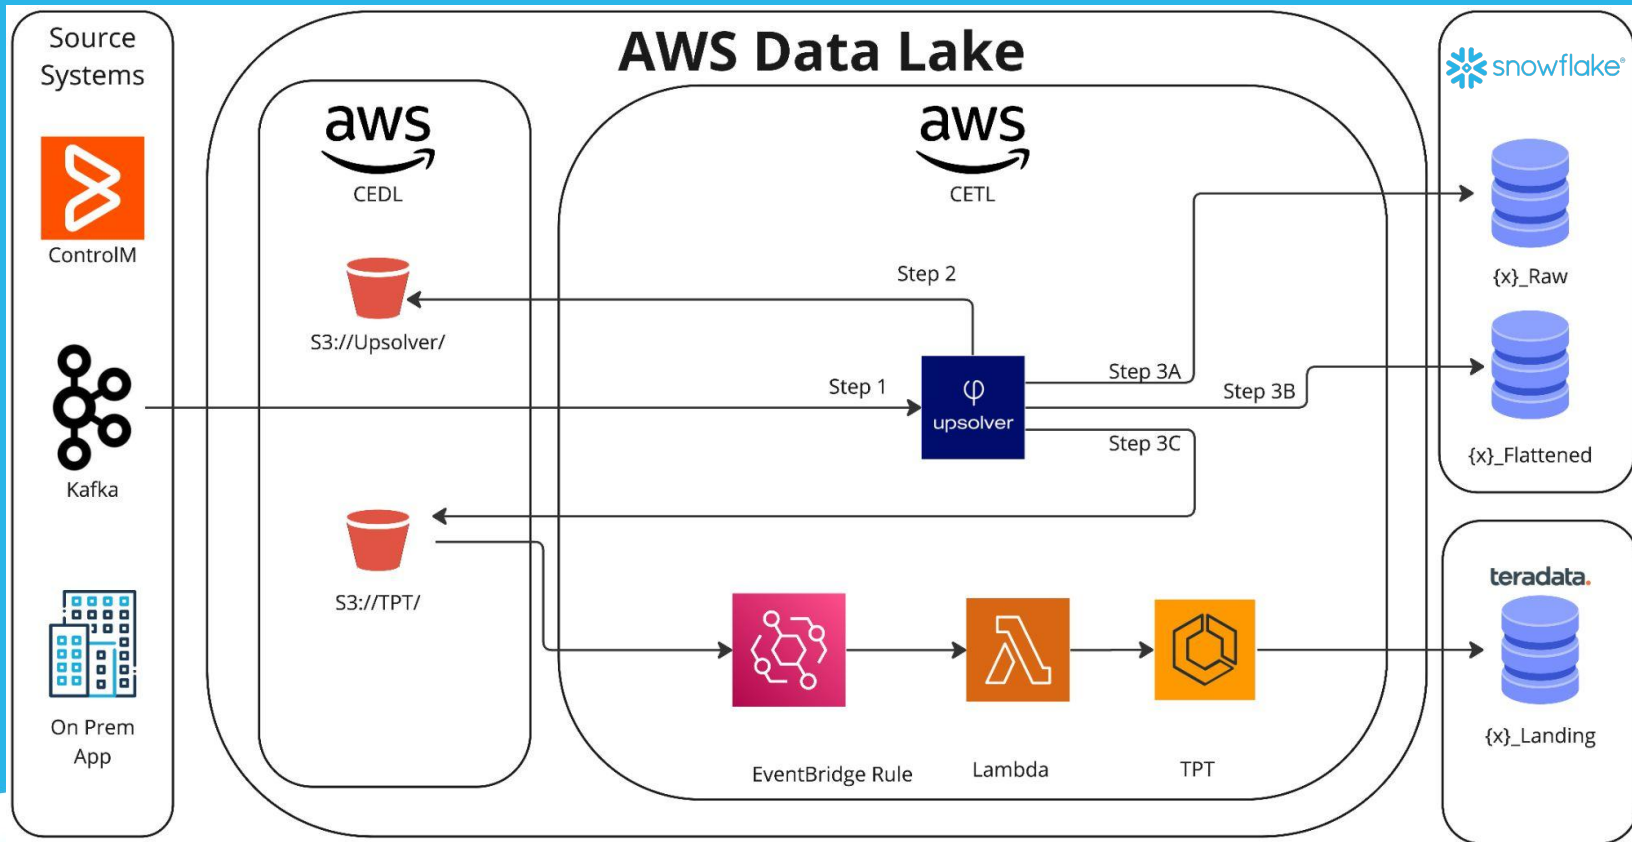 Source
Systems
ControlM
Kafka
On Prem
App
AWS Data Lake
aws
CEDL
S3://Upsolver/
S3://TPT/
aws
CETL
Step 2
Step 1
φ
upsolver
Step 3A
Step 3B
Step 3C
EventBridge Rule
Lambda
TPT
snowflake®
{x}_Raw
{x}_Flattened
teradata.
{x}_Landing